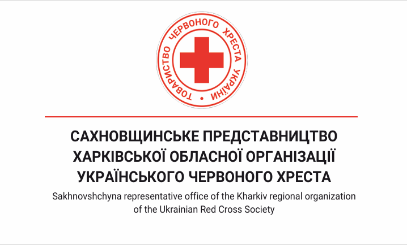 ТОВАРИСТВО ЧЕРВОНОГО ХРЕСТА УКРАЇНИ
САХНОВЩИНСЬКЕ ПРЕДСТАВНИЦТВО
ХАРКІВСЬКОЇ ОБЛАСНОЇ ОРГАНІЗАЦІЇ
УКРАЇНСЬКОГО ЧЕРВОНОГО ХРЕСТА
Sakhnovshchyna representative office of the Kharkiv regional organization
of the Ukrainian Red Cross Society